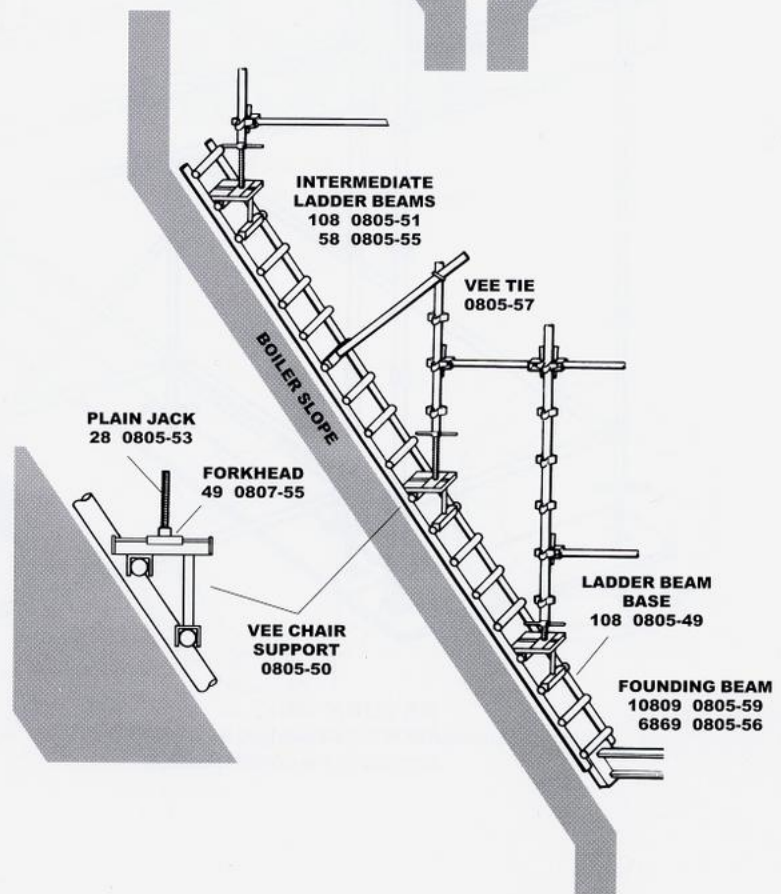 INTERMEDIATE
LADDER BEAMS
108 0805-51
58 0805-55
VEE TIE
0805-57
BOILER SLOPE
PLAIN JACK
28 0805-53
FORKHEAD
49 0807-55
VEE CHAIR
SUPPORT
0805-50
LADDER BEAM
BASE
108 0805-49
FOUNDING BEAM
10809 0805-59
6869 0805-56